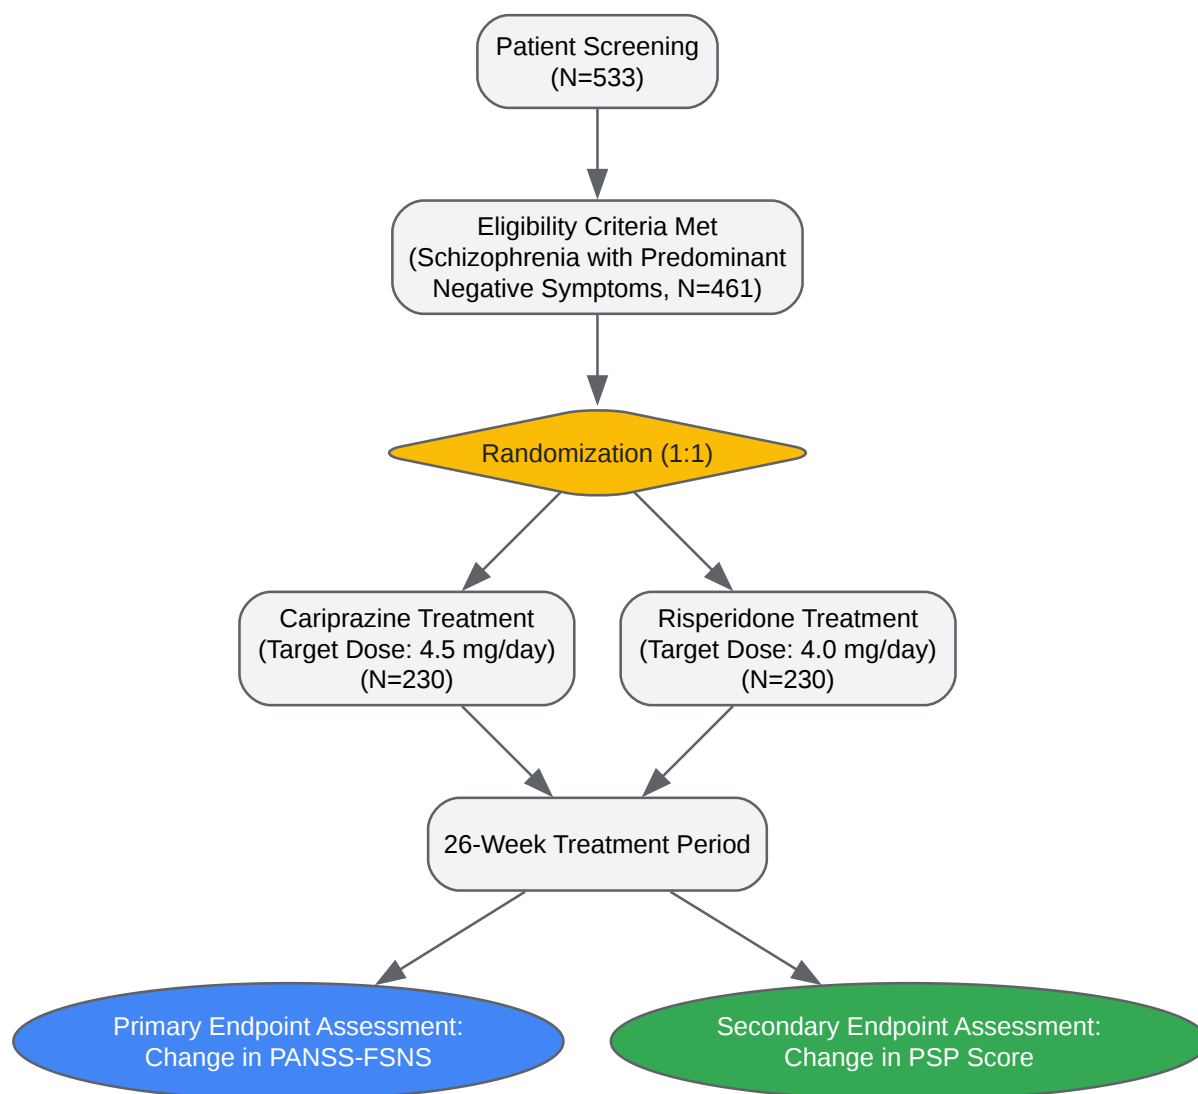 Patient Screening
(N=533)
Eligibility Criteria Met
(Schizophrenia with Predominant
Negative Symptoms, N=461)
Randomization (1:1)
Cariprazine Treatment
(Target Dose: 4.5 mg/day)
(N=230)
Risperidone Treatment
(Target Dose: 4.0 mg/day)
(N=230)
26-Week Treatment Period
Primary Endpoint Assessment:
Change in PANSS-FSNS
Secondary Endpoint Assessment:
Change in PSP Score